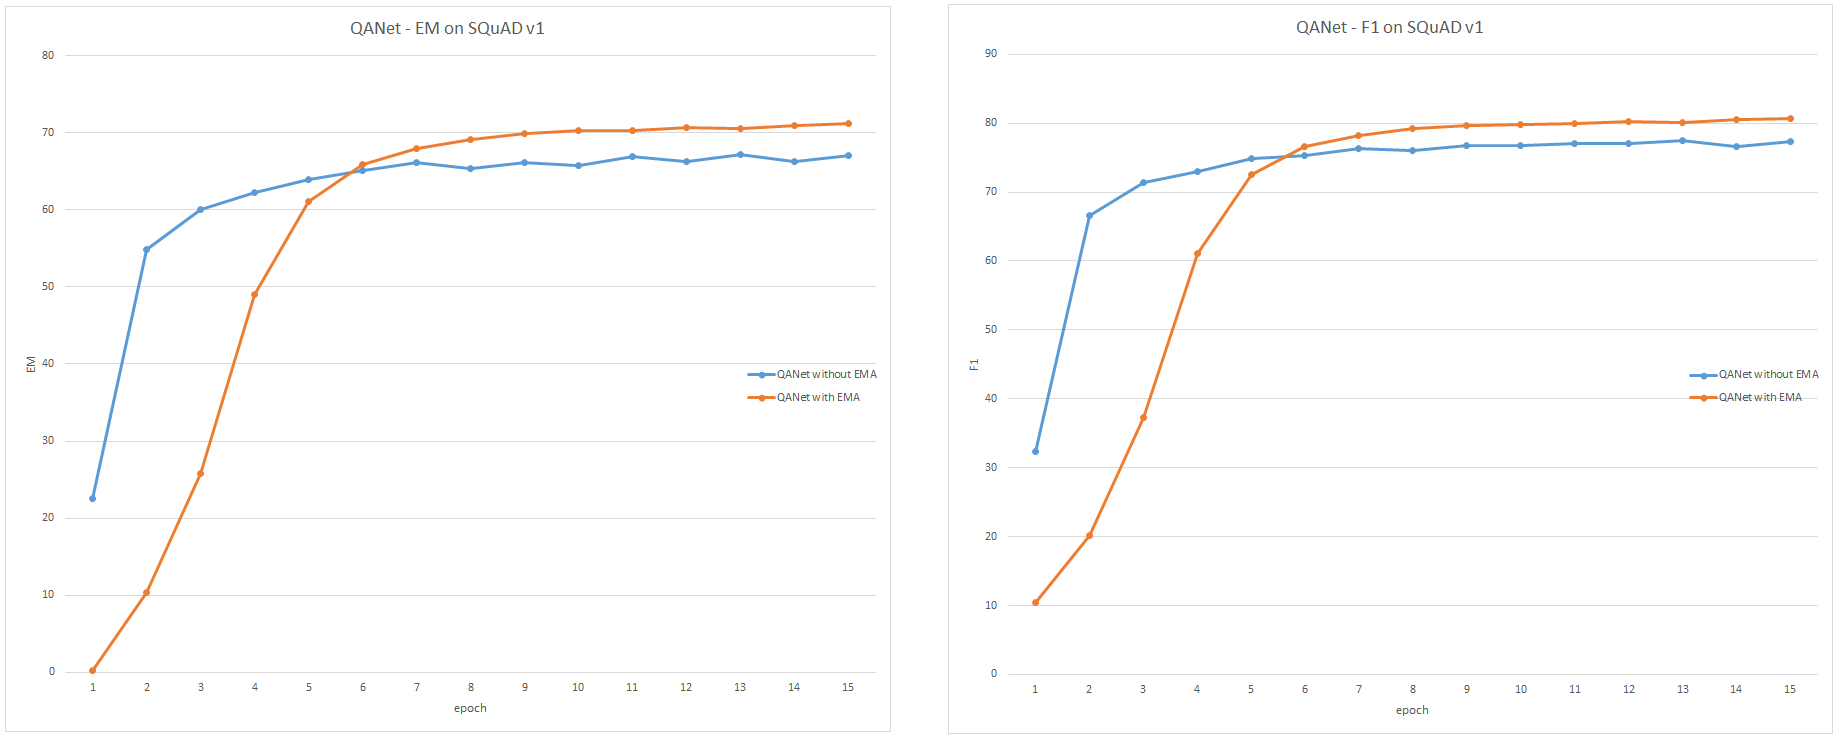 QANet - EM on SQuAD v1
80
70
60
50
40
30
20
10
0
EM
1 2 3 4 5 6 7 8 9 10 11 12 13 14 15
epoch
QANet without EMA
QANet with EMA
QANet - F1 on SQuAD v1
90
80
70
60
50
40
30
20
10
0
F1
1 2 3 4 5 6 7 8 9 10 11 12 13 14 15
epoch
QANet without EMA
QANet with EMA